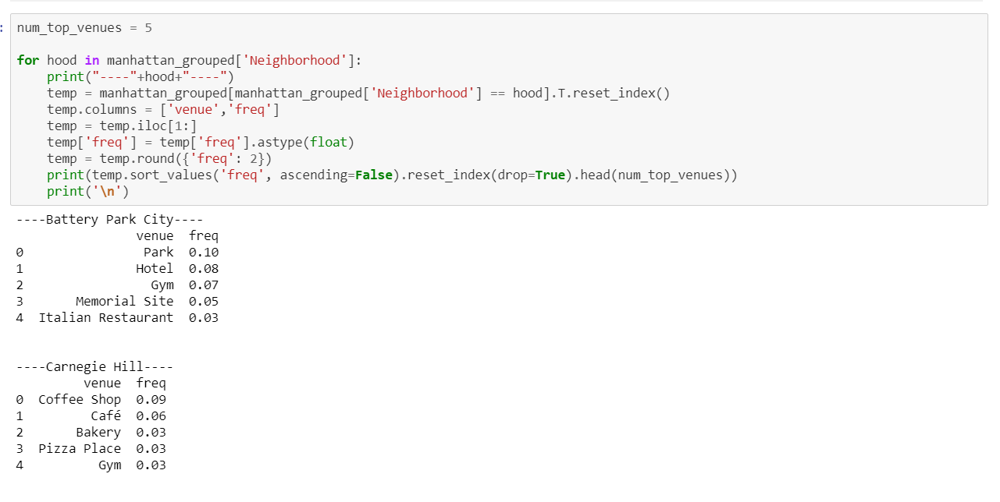 :
num_top_venues = 5
for hood in manhattan_grouped['Neighborhood']:
    print("----"+hood+"----")
    temp = manhattan_grouped[manhattan_grouped['Neighborhood'] == hood].T.reset_index()
    temp.columns = ['venue','freq']
    temp = temp.iloc[1:]
    temp['freq'] = temp['freq'].astype(float)
    temp = temp.round({'freq': 2})
    print(temp.sort_values('freq', ascending=False).reset_index(drop=True).head(num_top_venues))
    print('\n')
----Battery Park City----
                venue  freq
0                Park  0.10
1               Hotel  0.08
2                 Gym  0.07
3       Memorial Site  0.05
4  Italian Restaurant  0.03
----Carnegie Hill----
         venue  freq
0  Coffee Shop  0.09
1         Café  0.06
2       Bakery  0.03
3  Pizza Place  0.03
4          Gym  0.03